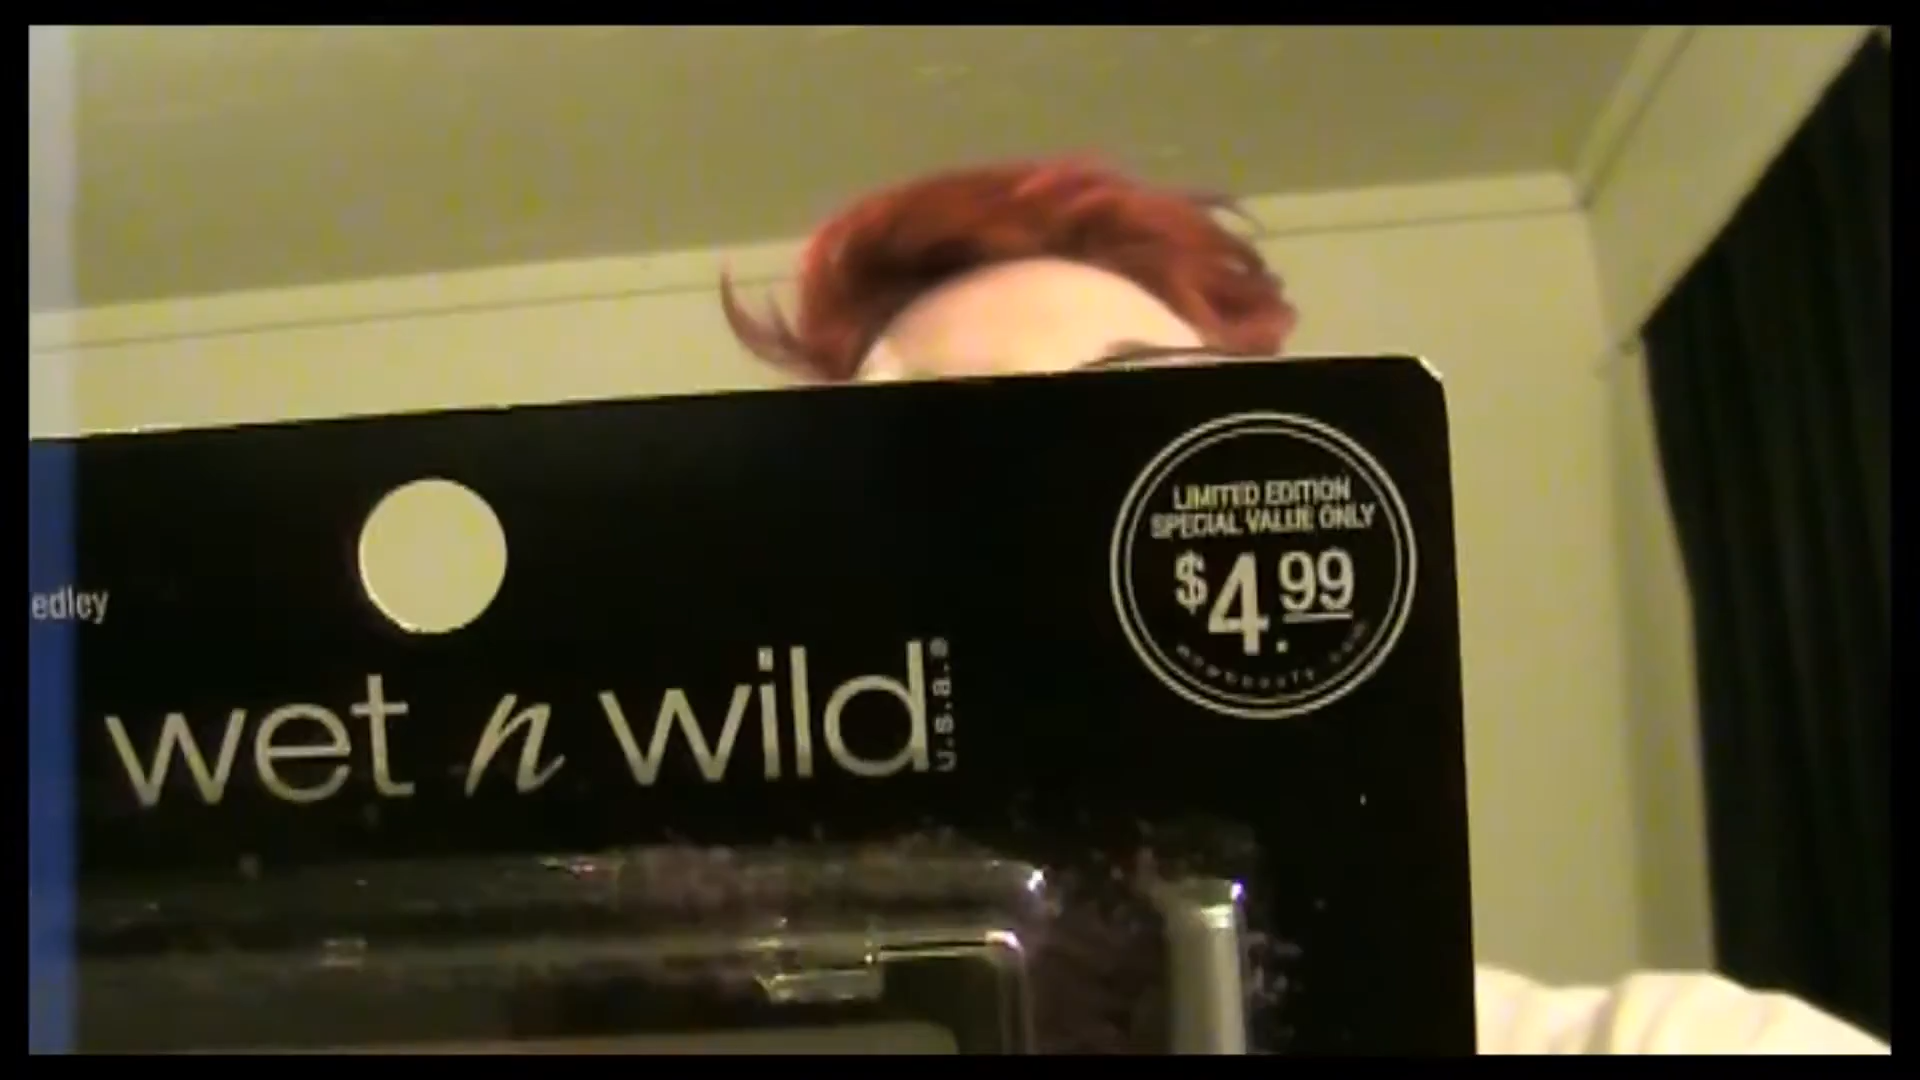 LIMITED EDITION
SPECIAL VALUE ONLY
$4.99
edley
wet n wild
u.s.a.